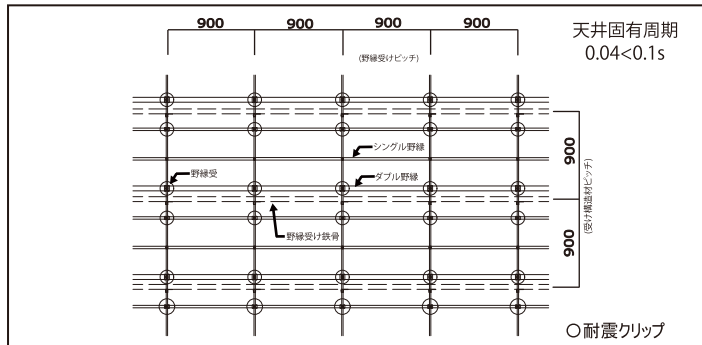 900 900 900 900
(野縁受けピッチ)
天井固有周期
0.04<0.1s
シングル野縁
野縁受
ダブル野縁
野縁受け鉄骨
900
900
(受け構造材ピッチ)
○耐震クリップ